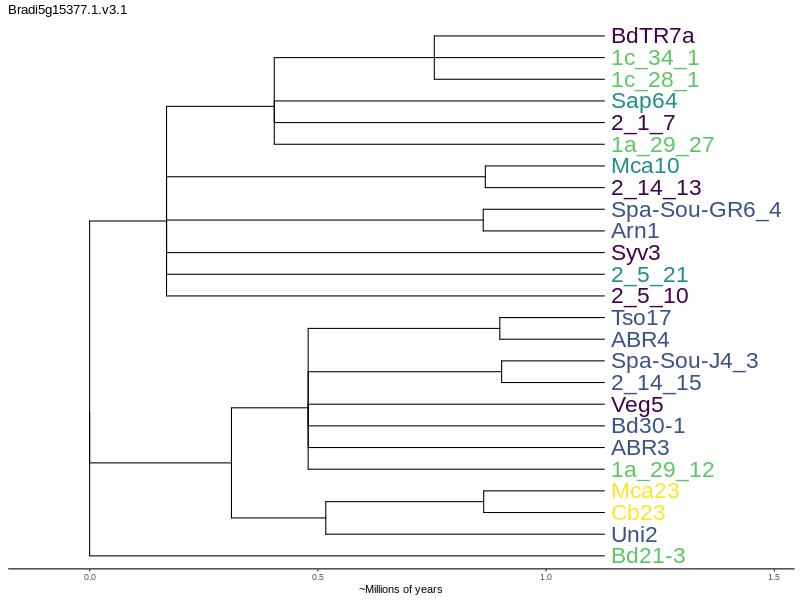 Bradi5g15377.1.v3.1
BdTR7a
1c_34_1
1c_28_1
Sap64
2_1_7
1a_29_27
Mca10
2_14_13
Spa-Sou-GR6_4
Arn1
Syv3
2_5_21
2_5_10
Tso17
ABR4
Spa-Sou-J4_3
2_14_15
Veg5
Bd30-1
ABR3
1a_29_12
Mca23
Cb23
Uni2
Bd21-3
0.0 0.5 1.0 1.5
~Millions of years